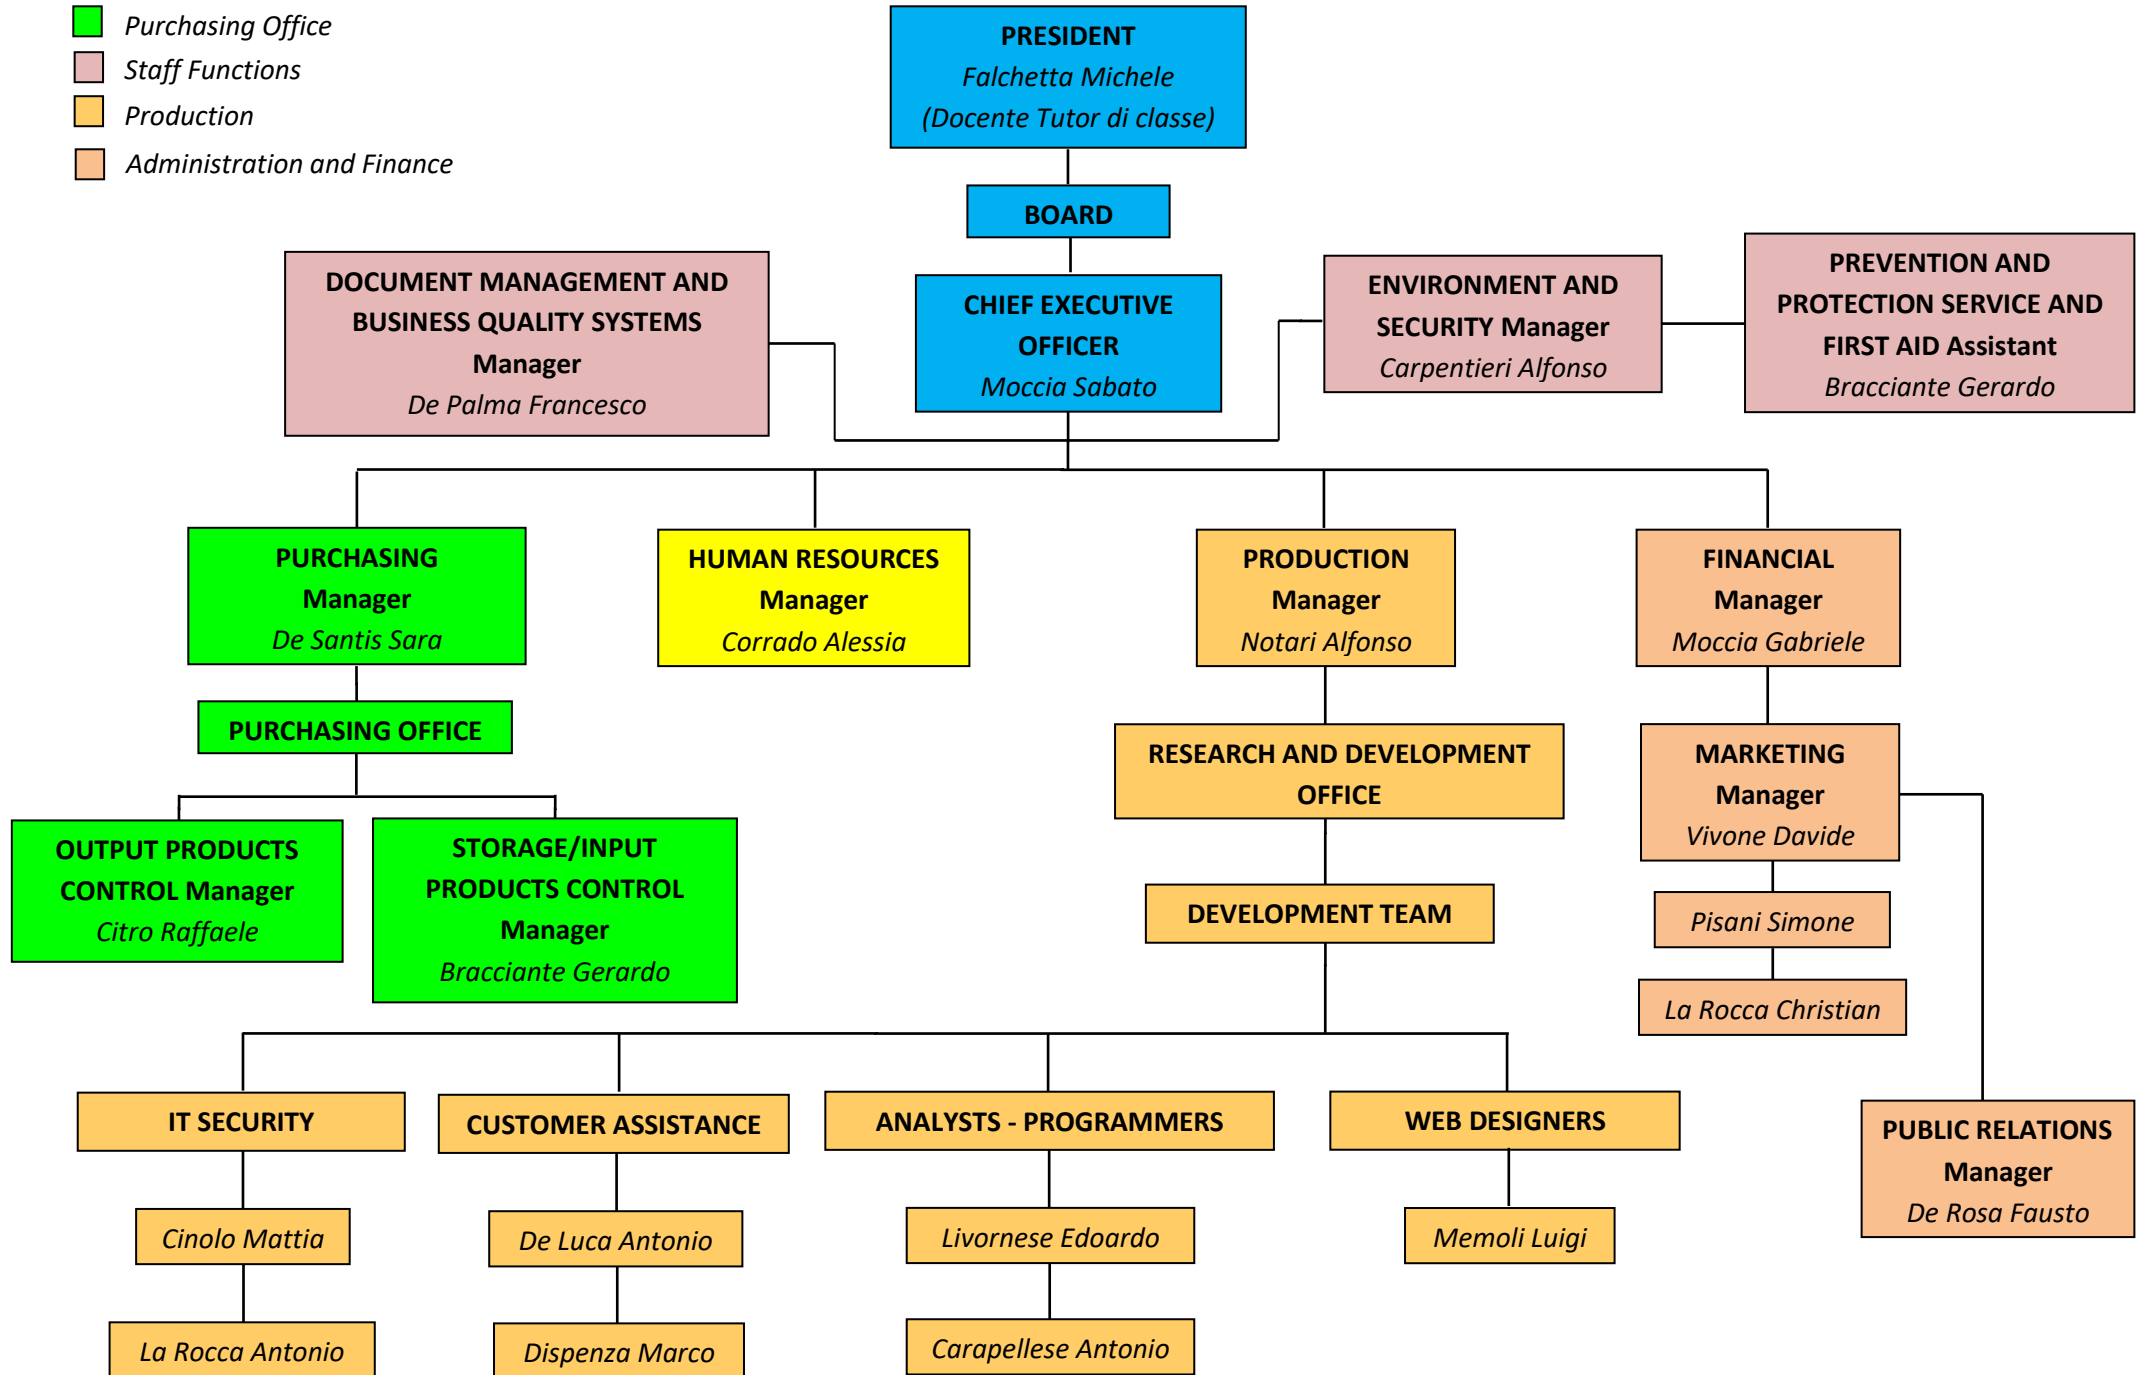 Purchasing Office
Staff Functions
Production
Administration and Finance
PRESIDENT
Falchetta Michele
(Docente Tutor di classe)
BOARD
DOCUMENT MANAGEMENT AND
BUSINESS QUALITY SYSTEMS
Manager
De Palma Francesco
CHIEF EXECUTIVE
OFFICER
Moccia Sabato
ENVIRONMENT AND
SECURITY Manager
Carpentieri Alfonso
PREVENTION AND
PROTECTION SERVICE AND
FIRST AID Assistant
Bracciante Gerardo
PURCHASING
Manager
De Santis Sara
HUMAN RESOURCES
Manager
Corrado Alessia
PRODUCTION
Manager
Notari Alfonso
FINANCIAL
Manager
Moccia Gabriele
PURCHASING OFFICE
RESEARCH AND DEVELOPMENT
OFFICE
MARKETING
Manager
Vivone Davide
OUTPUT PRODUCTS
CONTROL Manager
Citro Raffaele
STORAGE/INPUT
PRODUCTS CONTROL
Manager
Bracciante Gerardo
DEVELOPMENT TEAM
Pisani Simone
La Rocca Christian
IT SECURITY
CUSTOMER ASSISTANCE
ANALYSTS - PROGRAMMERS
WEB DESIGNERS
PUBLIC RELATIONS
Manager
De Rosa Fausto
Cinolo Mattia
De Luca Antonio
Livornese Edoardo
Memoli Luigi
La Rocca Antonio
Dispenza Marco
Carapellese Antonio